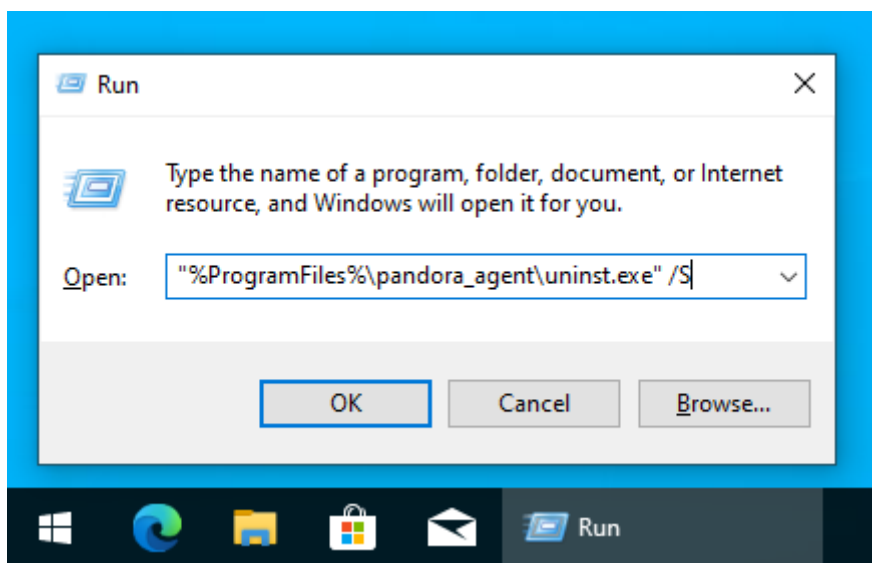 Run
Type the name of a program, folder, document, or Internet
resource, and Windows will open it for you.
Open:
"%ProgramFiles%\pandora_agent\uninst.exe" /S
OK
Cancel
Browse...
Run